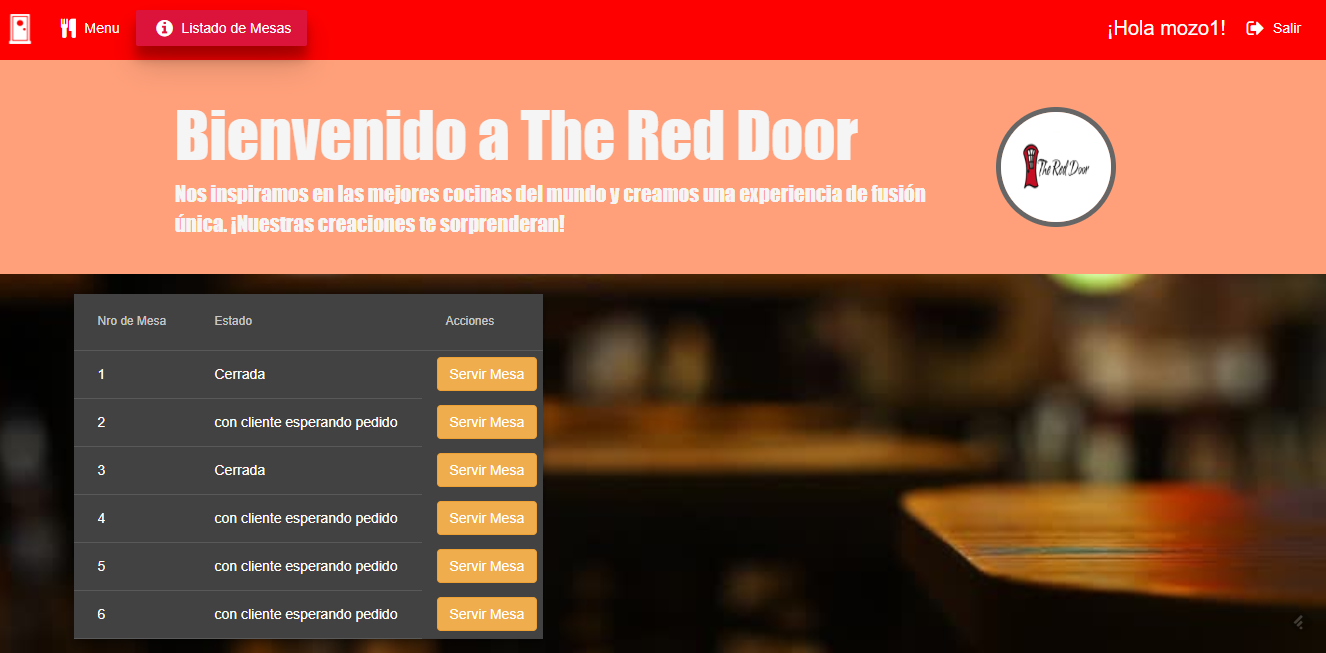 Menu
Listado de Mesas
¡Hola mozo1!
Salir
Bienvenido a The Red Door
Nos inspiramos en las mejores cocinas del mundo y creamos una experiencia de fusión
única. ¡Nuestras creaciones te sorprenderan!
The Red Door
Nro de Mesa Estado Acciones
1 Cerrada Servir Mesa
2 con cliente esperando pedido Servir Mesa
3 Cerrada Servir Mesa
4 con cliente esperando pedido Servir Mesa
5 con cliente esperando pedido Servir Mesa
6 con cliente esperando pedido Servir Mesa